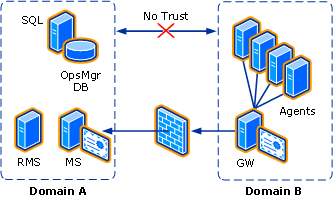 SQL
No Trust
OpsMgr
DB
Agents
RMS
MS
GW
Domain A
Domain B